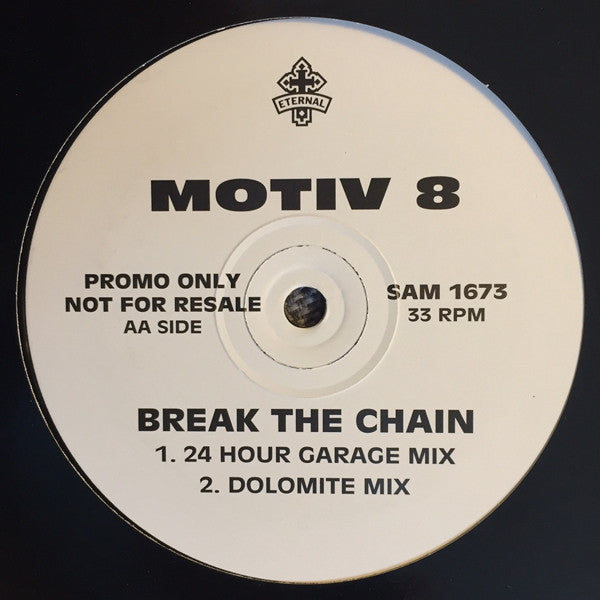 ETERNAL
MOTIV 8
PROMO ONLY
NOT FOR RESALE
AA SIDE
SAM 1673
33 RPM
BREAK THE CHAIN
1. 24 HOUR GARAGE MIX
2. DOLOMITE MIX